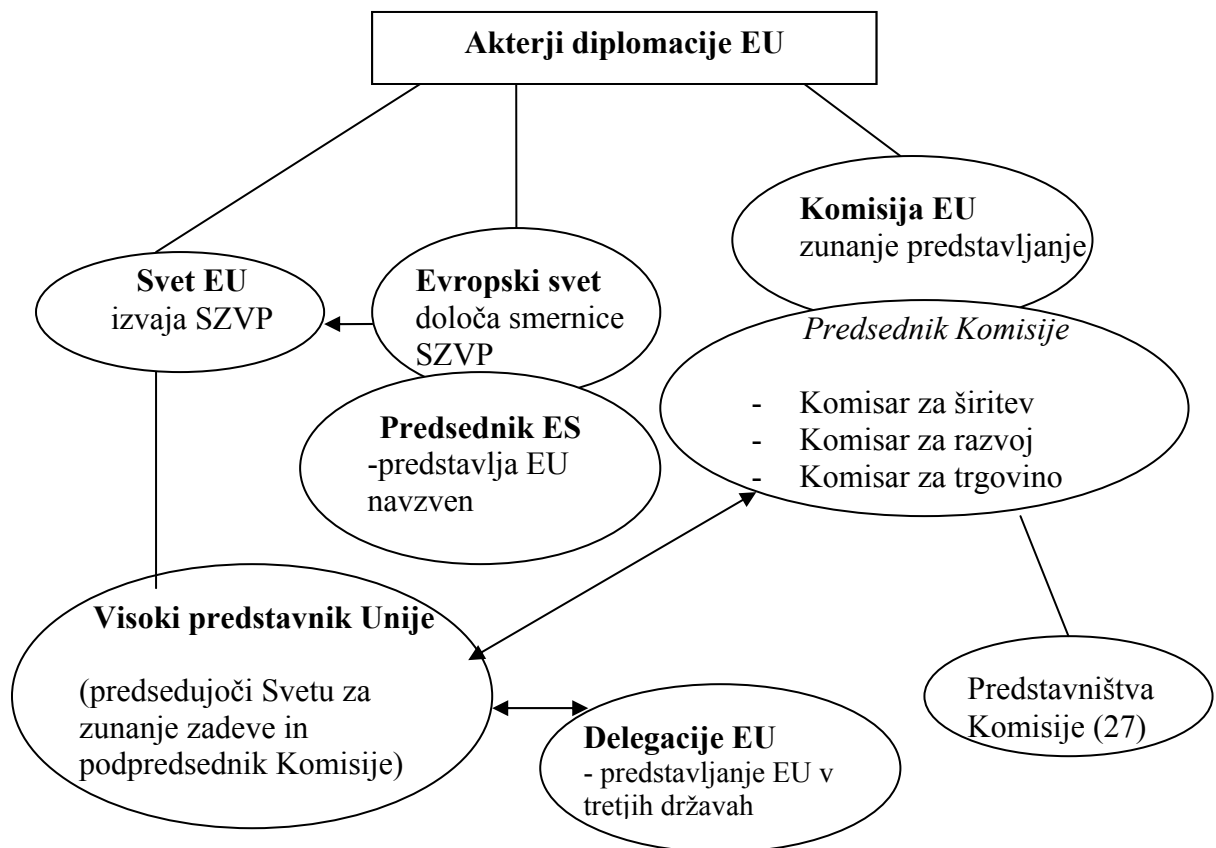 Akterji diplomacije EU
Svet EU
izvaja SZVP
Evropski svet
določa smernice
SZVP
Predsednik ES
-predstavlja EU
navzven
Komisija EU
zunanje predstavljanje
Predsednik Komisije
- Komisar za širitev
- Komisar za razvoj
- Komisar za trgovino
Visoki predstavnik Unije
(predsedujoči Svetu za
zunanje zadeve in
podpredsednik Komisije)
Delegacije EU
- predstavljanje EU v
tretjih državah
Predstavništva
Komisije (27)